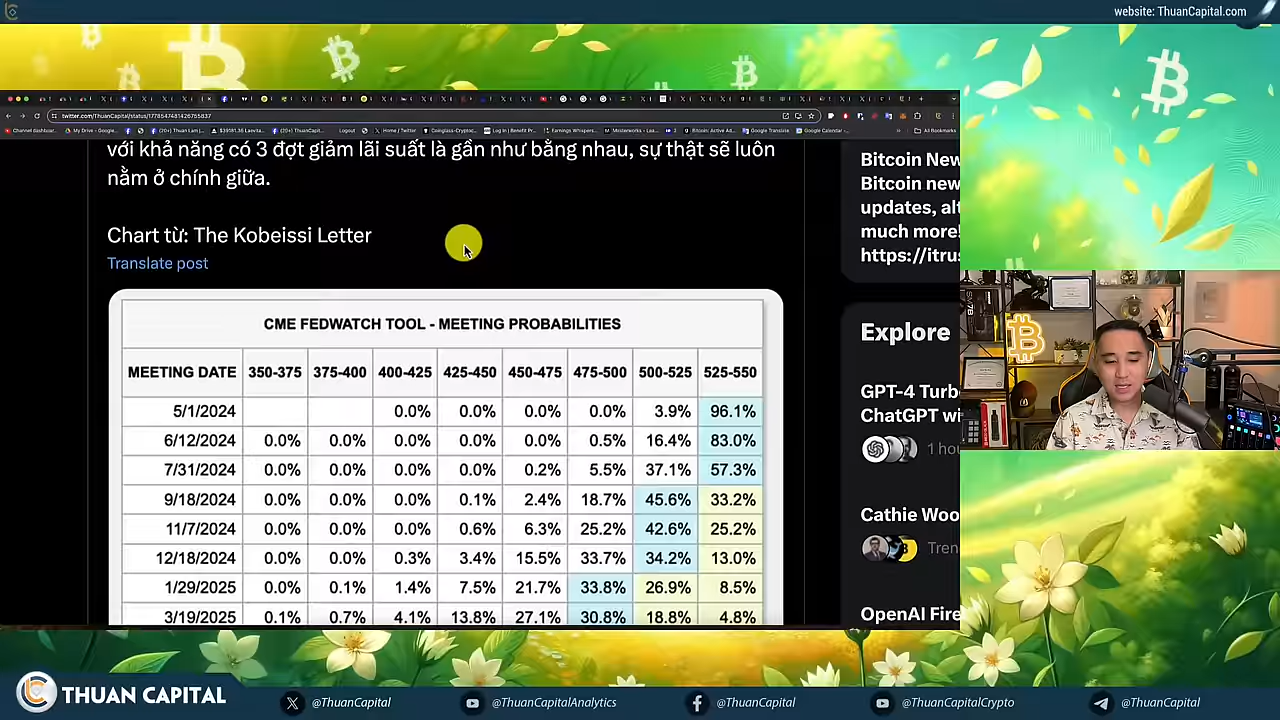 website: ThuanCapital.com
twitter.com/ThuanCapital/status/1778547481426755837
với khả năng có 3 đợt giảm lãi suất là gần như bằng nhau, sự thật sẽ luôn
nằm ở chính giữa.
Chart từ: The Kobeissi Letter
Translate post
CME FEDWATCH TOOL - MEETING PROBABILITIES
MEETING DATE 350-375 375-400 400-425 425-450 450-475 475-500 500-525 525-550
5/1/2024 0.0% 0.0% 0.0% 0.0% 3.9% 96.1%
6/12/2024 0.0% 0.0% 0.0% 0.0% 0.0% 0.5% 16.4% 83.0%
7/31/2024 0.0% 0.0% 0.0% 0.0% 0.2% 5.5% 37.1% 57.3%
9/18/2024 0.0% 0.0% 0.0% 0.1% 2.4% 18.7% 45.6% 33.2%
11/7/2024 0.0% 0.0% 0.0% 0.6% 6.3% 25.2% 42.6% 25.2%
12/18/2024 0.0% 0.0% 0.3% 3.4% 15.5% 33.7% 34.2% 13.0%
1/29/2025 0.0% 0.1% 1.4% 7.5% 21.7% 33.8% 26.9% 8.5%
3/19/2025 0.1% 0.7% 4.1% 13.8% 27.1% 30.8% 18.8% 4.8%
Bitcoin New
Bitcoin new
updates, alt
much more!
https://itrus
Explore
GPT-4 Turb
ChatGPT wi
1 hou
Cathie Woo
Tren
OpenAI Fire
THUAN CAPITAL
@ThuanCapital
@ThuanCapitalAnalytics
@ThuanCapital
@ThuanCapitalCrypto
@ThuanCapital